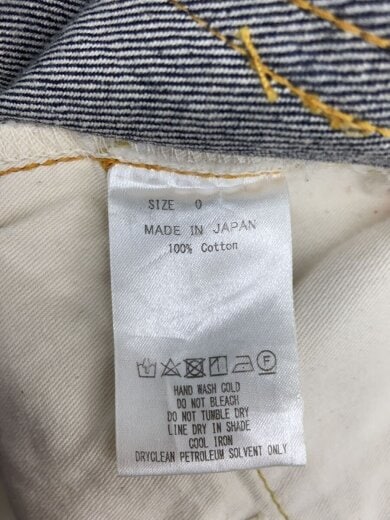 SIZE 0
MADE IN JAPAN
100% Cotton
F
HAND WASH COLD
DO NOT BLEACH
DO NOT TUMBLE DRY
LINE DRY IN SHADE
COOL IRON
DRYCLEAN PETROLEUM SOLVENT ONLY